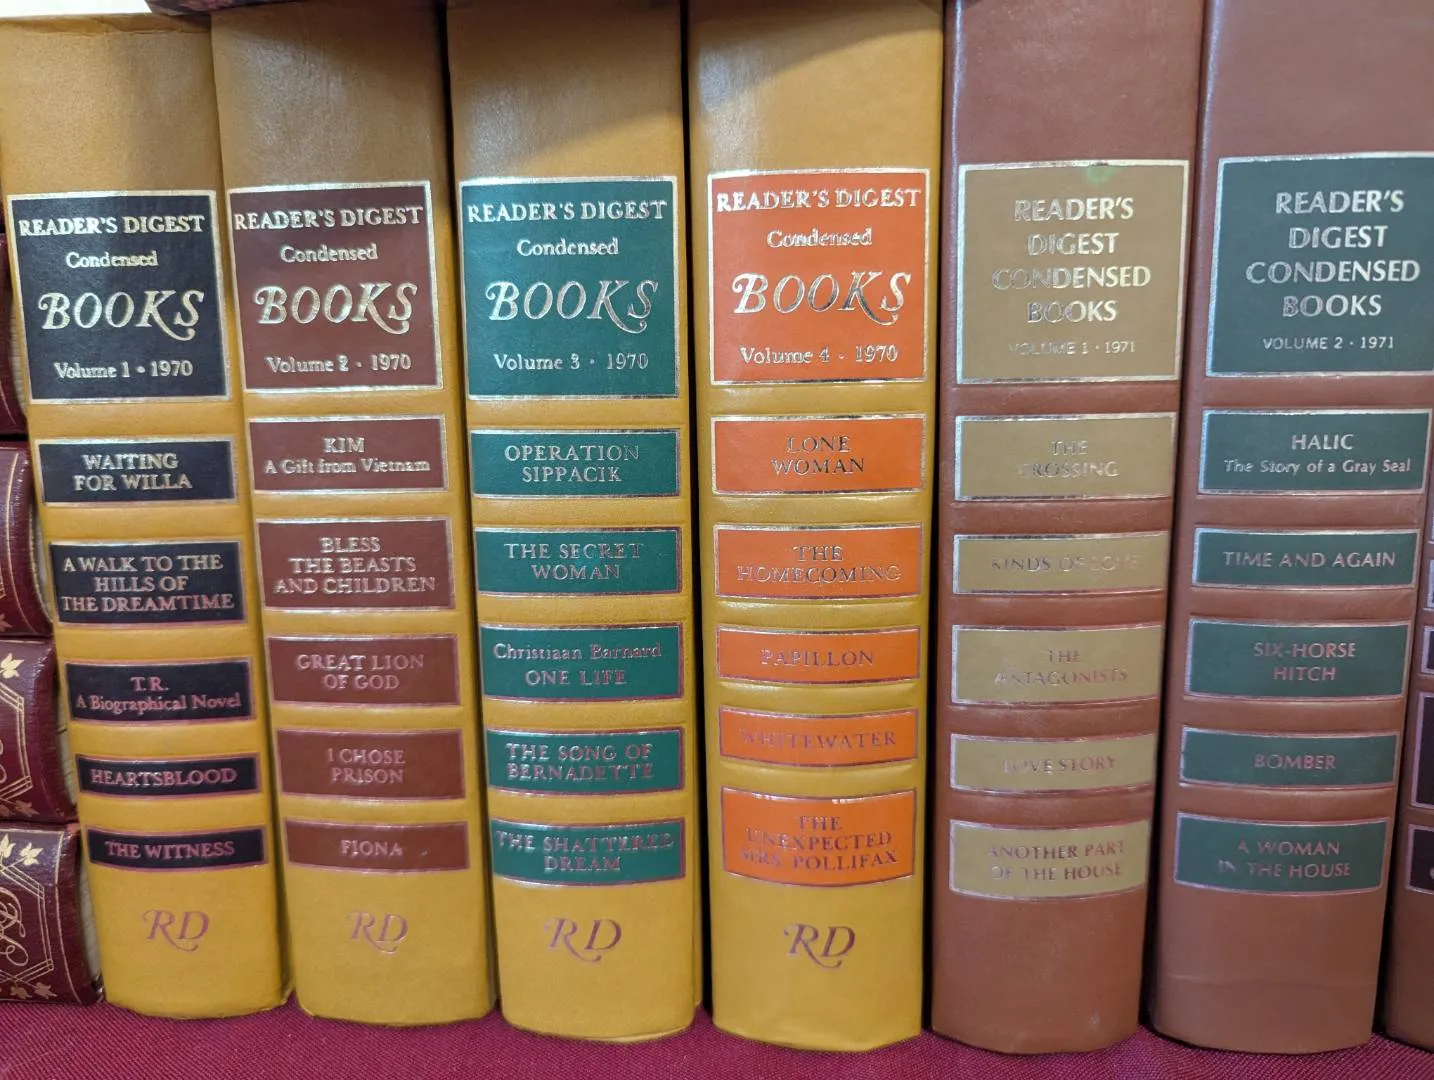 READER'S DIGEST
Condensed
BOOKS
Volume 1 • 1970
WAITING
FOR WILLA
A WALK TO THE
HILLS OF
THE DREAMTIME
T.R.
A Biographical Novel
HEARTSBLOOD
THE WITNESS
RD
READER'S DIGEST
Condensed
BOOKS
Volume 2 • 1970
KIM
A Gift from Vietnam
BLESS
THE BEASTS
AND CHILDREN
GREAT LION
OF GOD
I CHOSE
PRISON
FIONA
RD
READER'S DIGEST
Condensed
BOOKS
Volume 3 • 1970
OPERATION
SIPPACIK
THE SECRET
WOMAN
Christiaan Barnard
ONE LIFE
THE SONG OF
BERNADETTE
THE SHATTERED
DREAM
RD
READER'S DIGEST
Condensed
BOOKS
Volume 4 • 1970
LONE
WOMAN
THE
HOMECOMING
PAPILLON
WHITEWATER
THE
UNEXPECTED
MRS. POLLIFAX
RD
READER'S
DIGEST
CONDENSED
BOOKS
VOLUME 1 • 1971
THE
CROSSING
KINDS OF LOVE
THE
ANTAGONISTS
LOVE STORY
ANOTHER PART
OF THE HOUSE
READER'S
DIGEST
CONDENSED
BOOKS
VOLUME 2 • 1971
HALIC
The Story of a Gray Seal
TIME AND AGAIN
SIX-HORSE
HITCH
BOMBER
A WOMAN
IN THE HOUSE